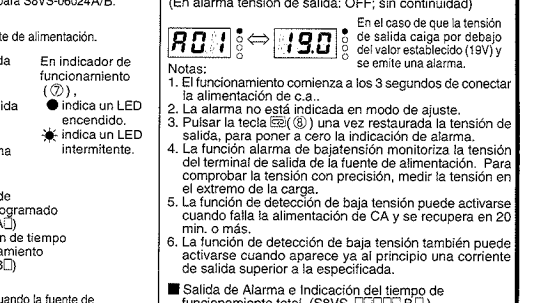 para S8VS-06024A/B.
te de alimentación.
da
En indicador de
funcionamiento
(⑦),
● indica un LED
encendido.
indica un LED
intermitente.
ida
na
de
ogramado
A□)
n de tiempo
amiento
B□)
uando la fuente de
(En alarma tensión de salida: OFF; sin continuidad)
A01 ⇔ 19.0
En el caso de que la tensión
de salida caiga por debajo
del valor establecido (19V) y
se emite una alarma.
Notas:
1. El funcionamiento comienza a los 3 segundos de conectar
la alimentación de c.a..
2. La alarma no está indicada en modo de ajuste.
3. Pulsar la tecla (⑧) una vez restaurada la tensión de
salida, para poner a cero la indicación de alarma.
4. La función alarma de bajatensión monitoriza la tensión
del terminal de salida de la fuente de alimentación. Para
comprobar la tensión con precisión, medir la tensión en
el extremo de la carga.
5. La función de detección de baja tensión puede activarse
cuando falla la alimentación de CA y se recupera en 20
min. o más.
6. La función de detección de baja tensión también puede
activarse cuando aparece ya al principio una corriente
de salida superior a la especificada.
■ Salida de Alarma e Indicación del tiempo de
funcionamiento total (S8VS-□□□□□B□)